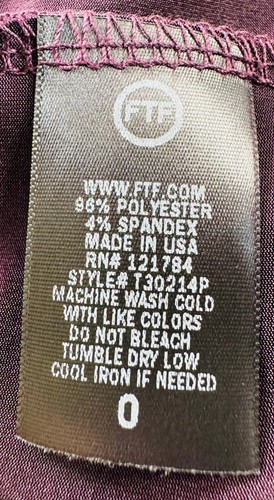 FTF
WWW.FTF.COM
96% POLYESTER
4% SPANDEX
MADE IN USA
RN# 121784
STYLE# T30214P
MACHINE WASH COLD
WTH LIKE COLORS
DO NOT BLEACH
TUMBLE DRY LOW
COOL IRON IF NEEDED
0